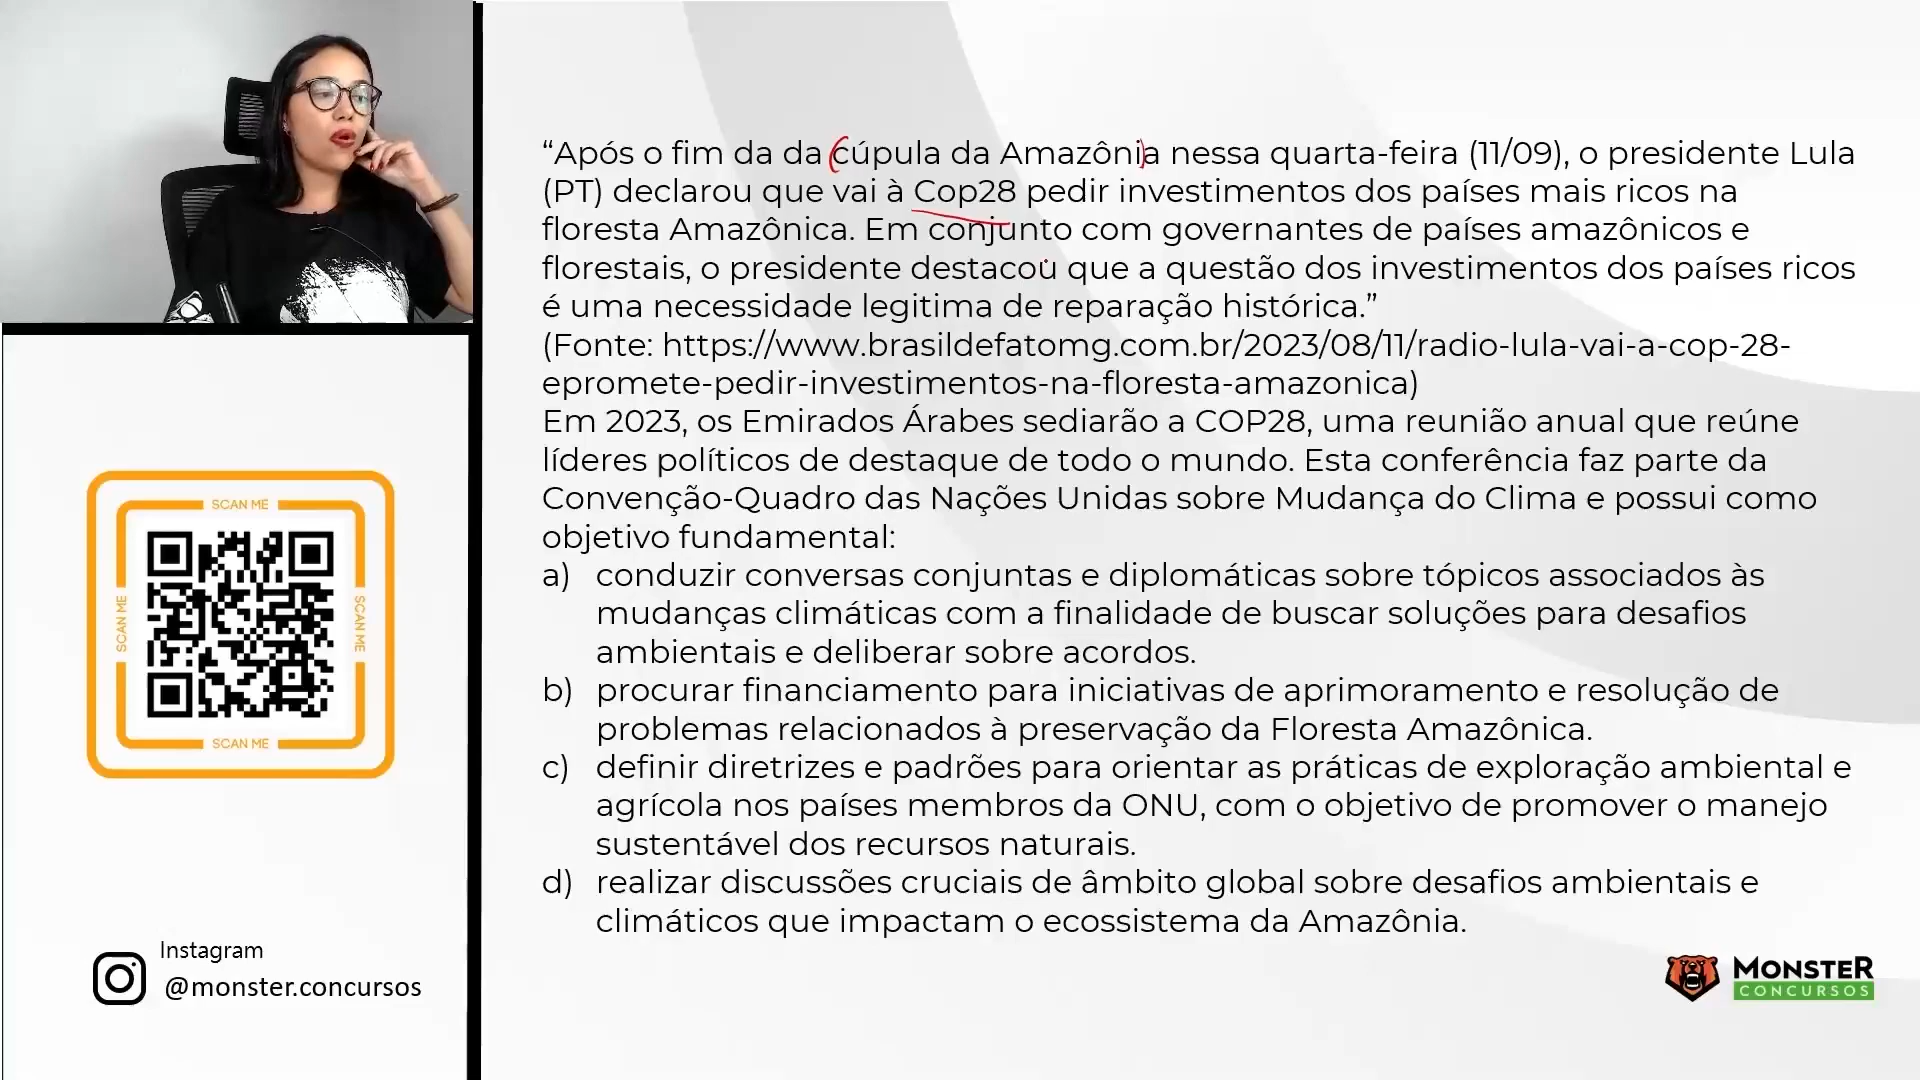 “Após o fim da da cúpula da Amazônia nessa quarta-feira (11/09), o presidente Lula
(PT) declarou que vai à Cop28 pedir investimentos dos países mais ricos na
floresta Amazônica. Em conjunto com governantes de países amazônicos e
florestais, o presidente destacou que a questão dos investimentos dos países ricos
é uma necessidade legitima de reparação histórica.”
(Fonte: https://www.brasildefatomg.com.br/2023/08/11/radio-lula-vai-a-cop-28-
epromete-pedir-investimentos-na-floresta-amazonica)
Em 2023, os Emirados Árabes sediarão a COP28, uma reunião anual que reúne
líderes políticos de destaque de todo o mundo. Esta conferência faz parte da
Convenção-Quadro das Nações Unidas sobre Mudança do Clima e possui como
objetivo fundamental:
a) conduzir conversas conjuntas e diplomáticas sobre tópicos associados às
mudanças climáticas com a finalidade de buscar soluções para desafios
ambientais e deliberar sobre acordos.
b) procurar financiamento para iniciativas de aprimoramento e resolução de
problemas relacionados à preservação da Floresta Amazônica.
c) definir diretrizes e padrões para orientar as práticas de exploração ambiental e
agrícola nos países membros da ONU, com o objetivo de promover o manejo
sustentável dos recursos naturais.
d) realizar discussões cruciais de âmbito global sobre desafios ambientais e
climáticos que impactam o ecossistema da Amazônia.
SCAN ME
SCAN ME
SCAN ME
SCAN ME
Instagram
@monster.concursos
MONSTER
CONCURSOS